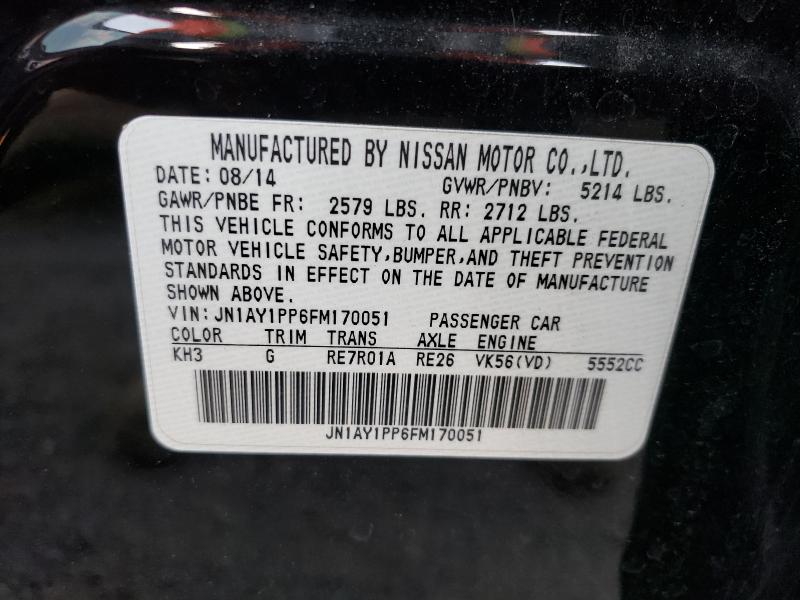 MANUFACTURED BY NISSAN MOTOR CO.,LTD.
DATE: 08/14 GVWR/PNBV: 5214 LBS.
GAWR/PNBE FR: 2579 LBS. RR: 2712 LBS.
THIS VEHICLE CONFORMS TO ALL APPLICABLE FEDERAL
MOTOR VEHICLE SAFETY,BUMPER,AND THEFT PREVENTION
STANDARDS IN EFFECT ON THE DATE OF MANUFACTURE
SHOWN ABOVE.
VIN: JN1AY1PP6FM170051 PASSENGER CAR
COLOR TRIM TRANS AXLE ENGINE
KH3 G RE7R01A RE26 VK56(VD) 5552CC
JN1AY1PP6FM170051